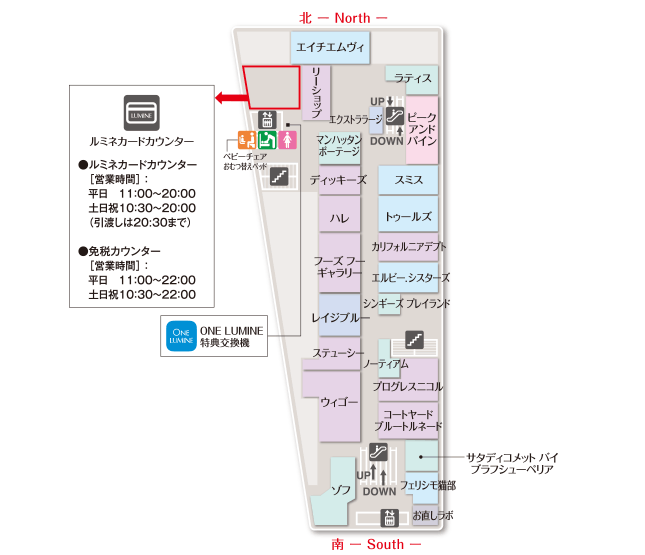 北 － North －
エイチエムヴィ
リーショップ
ラティス
UP
エクストララージ
DOWN
ピーク
アンド
パイン
LUMINE
ルミネカードカウンター
●ルミネカードカウンター
［営業時間］：
平日 11:00～20:00
土日祝10:30～20:00
（引渡しは20:30まで）
●免税カウンター
［営業時間］：
平日 11:00～22:00
土日祝10:30～22:00
ベビーチェア
おむつ替えベッド
マンハッタン
ポーテージ
ディッキーズ
スミス
ハレ
トゥールズ
カリフォルニアデプト
フーズ フー
ギャラリー
エルビー.シスターズ
シンギーズ プレイランド
レイジブルー
ONE
LUMINE
ONE LUMINE
特典交換機
ステューシー
ノーティアム
プログレスニコル
ウィゴー
コートヤード
ブルートルネード
サタディコメット バイ
プラフシューペリア
UP
DOWN
ゾフ
フェリシモ猫部
お直しラボ
南 － South －